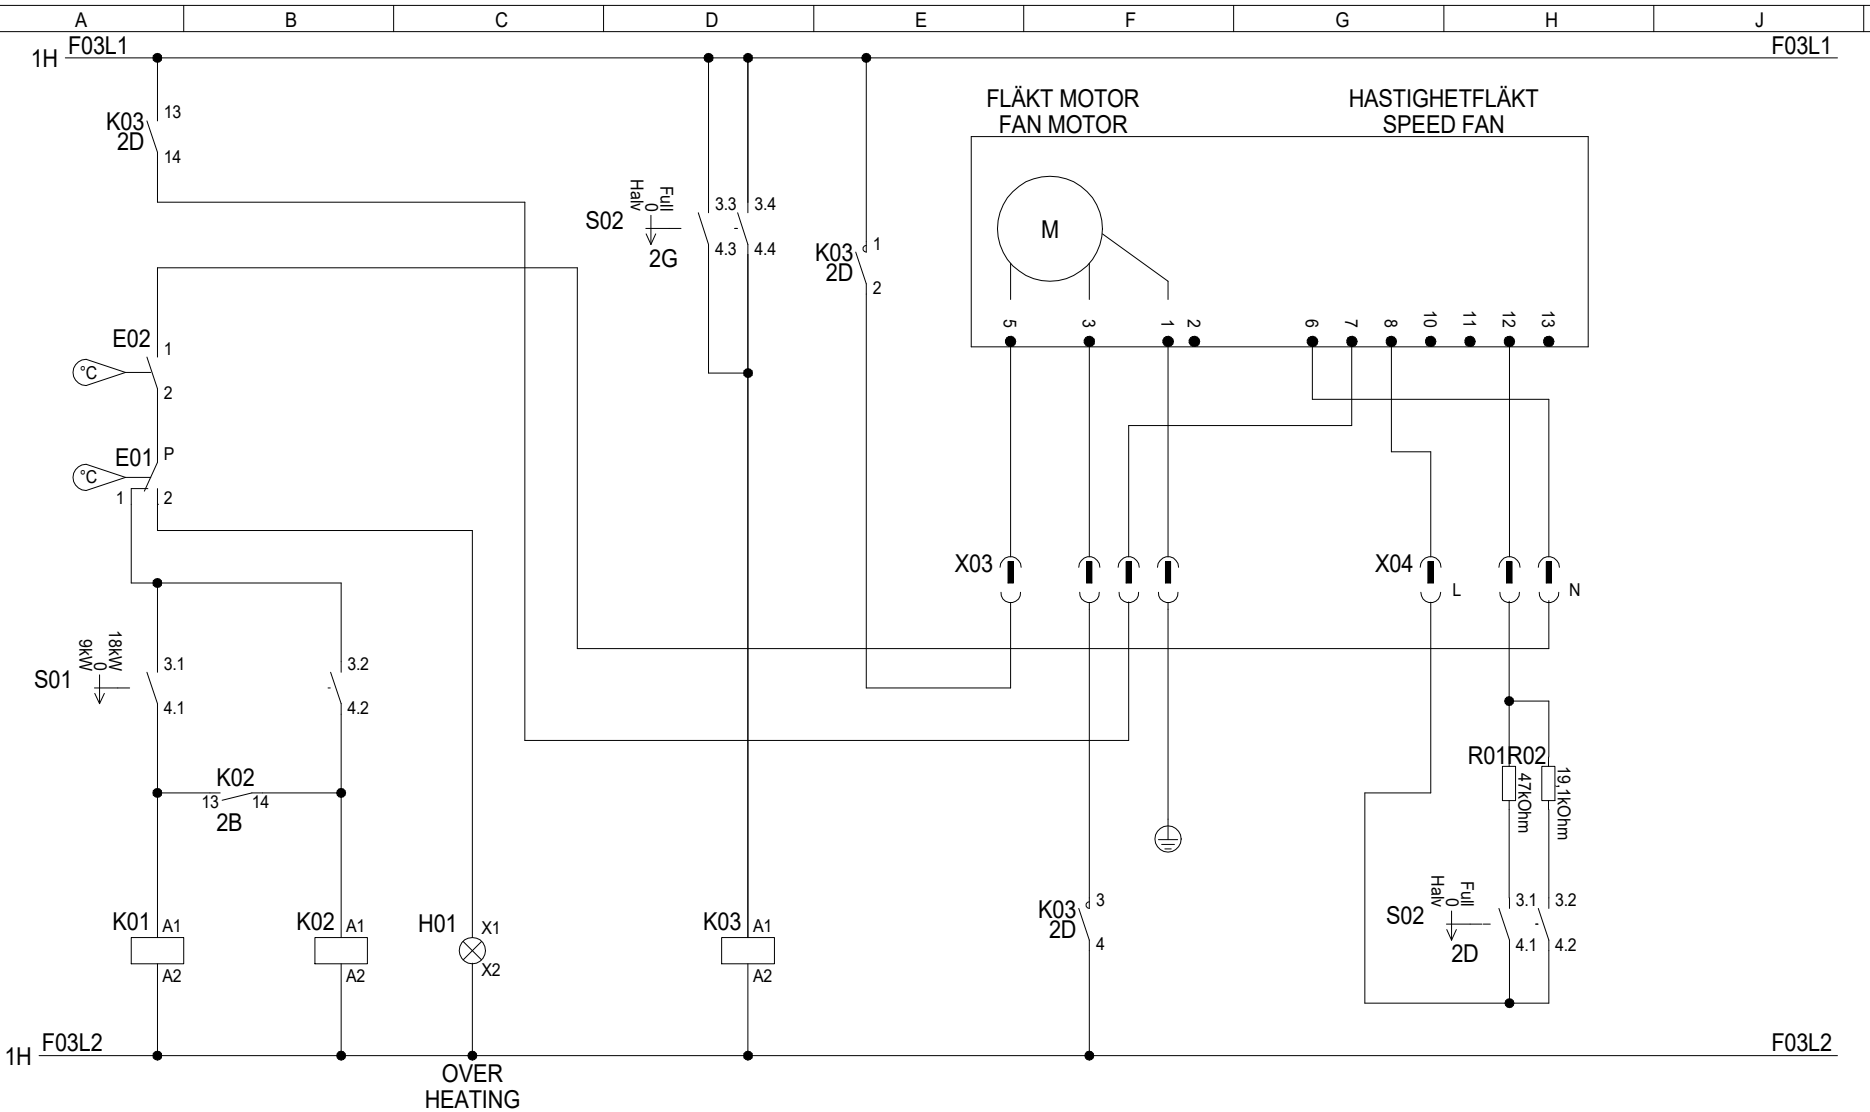 A B C D E F G H J
1H F03L1 F03L1
FLÄKT MOTOR
FAN MOTOR
HASTIGHETFLÄKT
SPEED FAN
K03 13
2D 14
S02 Full
0
Halv
2G
3.3 3.4
4.3 4.4
K03 1
2D 2
M
5 3 1 2 6 7 8 10 11 12 13
E02 1
°C 2
E01 P
°C
1 2
X03 X04 L N
S01 18kW
0
9kW
3.1 3.2
4.1 4.2
K02
13 14
2B
R01 R02
47kOhm
19,1kOhm
K01 A1
A2
K02 A1
A2
H01 X1
X2
K03 A1
A2
K03 3
2D 4
S02 Full
0
Halv
2D
3.1 3.2
4.1 4.2
1H F03L2 F03L2
OVER
HEATING